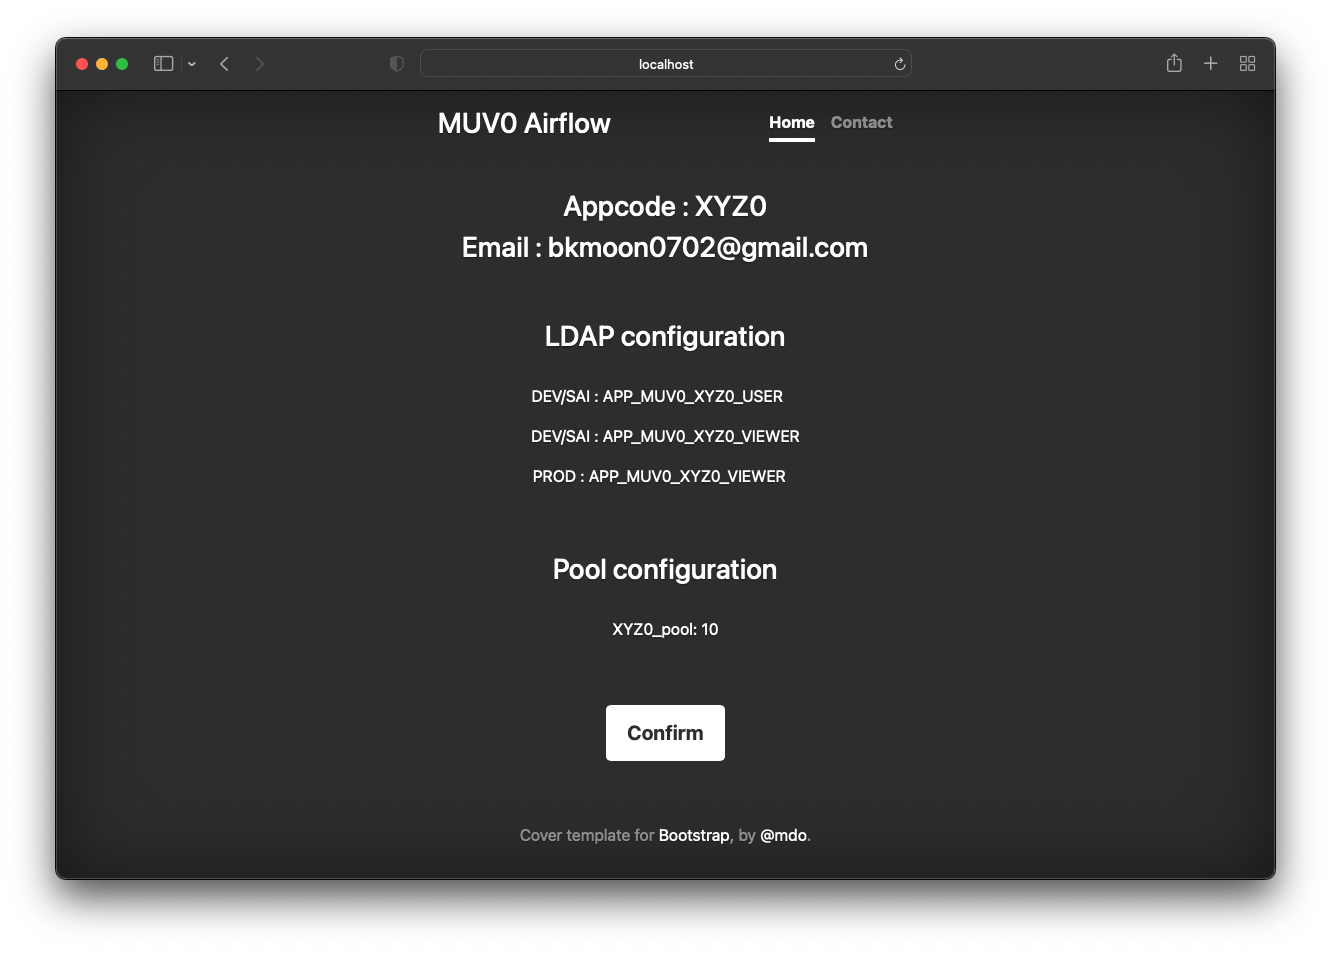 localhost
MUV0 Airflow
Home Contact
Appcode : XYZ0
Email : bkmoon0702@gmail.com
LDAP configuration
DEV/SAI : APP_MUV0_XYZ0_USER
DEV/SAI : APP_MUV0_XYZ0_VIEWER
PROD : APP_MUV0_XYZ0_VIEWER
Pool configuration
XYZ0_pool: 10
Confirm
Cover template for Bootstrap, by @mdo.